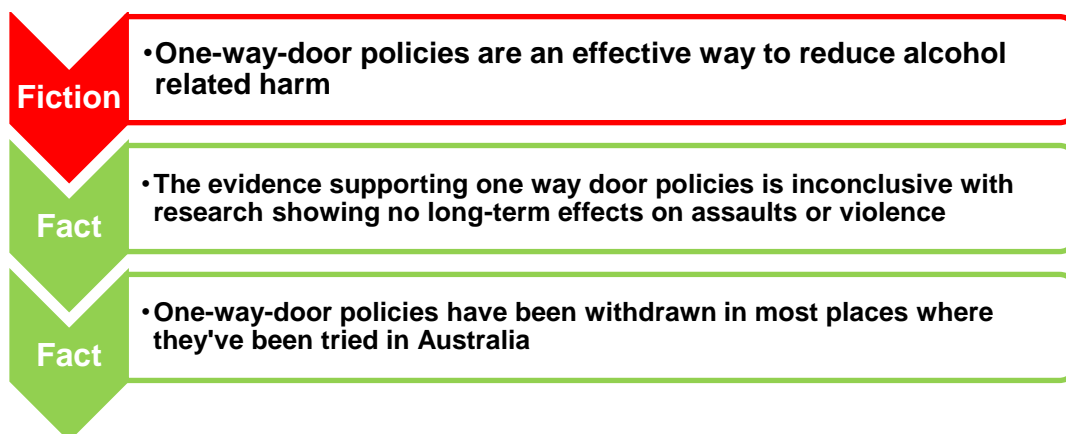 Fiction
•One-way-door policies are an effective way to reduce alcohol
related harm
Fact
•The evidence supporting one way door policies is inconclusive with
research showing no long-term effects on assaults or violence
Fact
•One-way-door policies have been withdrawn in most places where
they've been tried in Australia